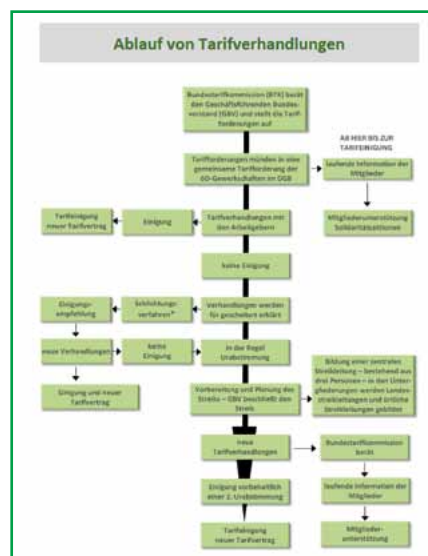 Ablauf von Tarifverhandlungen
Bundestarifkommission (BTK) berät
den Geschäftsführenden Bundes-
vorstand (GBV) und stellt die Tarif-
forderungen auf
AB HIER BIS ZUR
TARIFEINIGUNG
Tarifforderungen münden in eine
gemeinsame Tarifforderung der
öD-Gewerkschaften im DGB
laufende Information der
Mitglieder
Tarifeinigung
neuer Tarifvertrag
Einigung
Tarifverhandlungen mit
den Arbeitgebern
Mitgliederunterstützung
Solidaritätsaktionen
keine Einigung
Einigungs-
empfehlung
Schlichtungs-
verfahren*
Verhandlungen werden
für gescheitert erklärt
neue Verhandlungen
keine
Einigung
in der Regel
Urabstimmung
Einigung und neuer
Tarifvertrag
Vorbereitung und Planung des
Streiks – GBV beschließt den
Streik
Bildung einer zentralen
Streikleitung – bestehend aus
drei Personen – in den Unter-
gliederungen werden Landes-
streikleitungen und örtliche
Streikleitungen gebildet
neue
Tarifverhandlungen
Bundestarifkommission
berät
Einigung vorbehaltlich
einer 2. Urabstimmung
laufende Information der
Mitglieder
Tarifeinigung
neuer Tarifvertrag
Mitglieder-
unterstützung